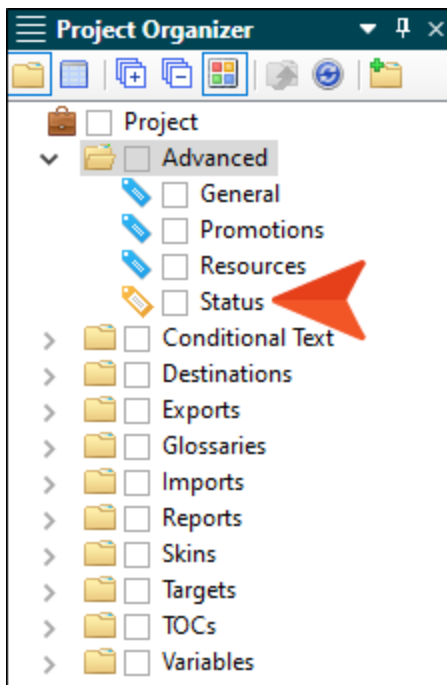 Project Organizer
Project
Advanced
General
Promotions
Resources
Status
Conditional Text
Destinations
Exports
Glossaries
Imports
Reports
Skins
Targets
TOCs
Variables